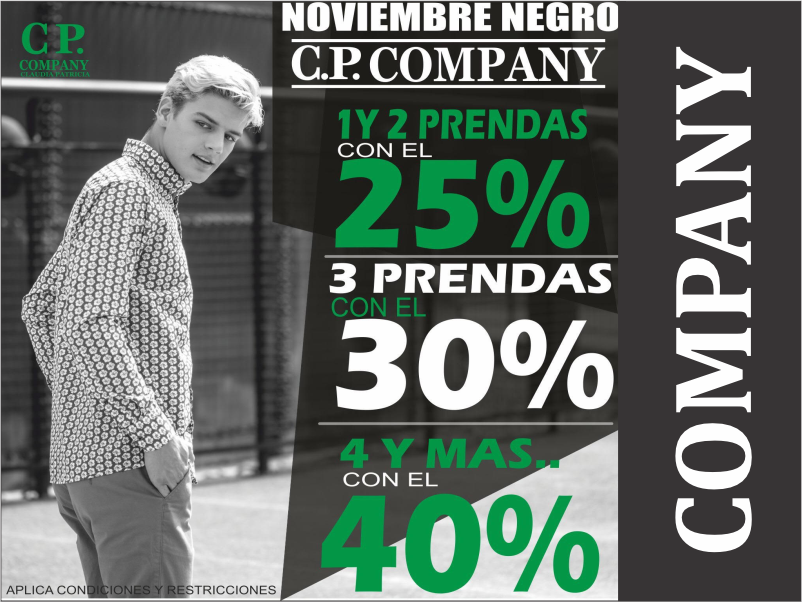 C P.
COMPANY
CLAUDIA PATRICIA
NOVIEMBRE NEGRO
C.P. COMPANY
1Y 2 PRENDAS
CON EL
25%
3 PRENDAS
CON EL
30%
4 Y MAS..
CON EL
40%
APLICA CONDICIONES Y RESTRICCIONES
COMPANY